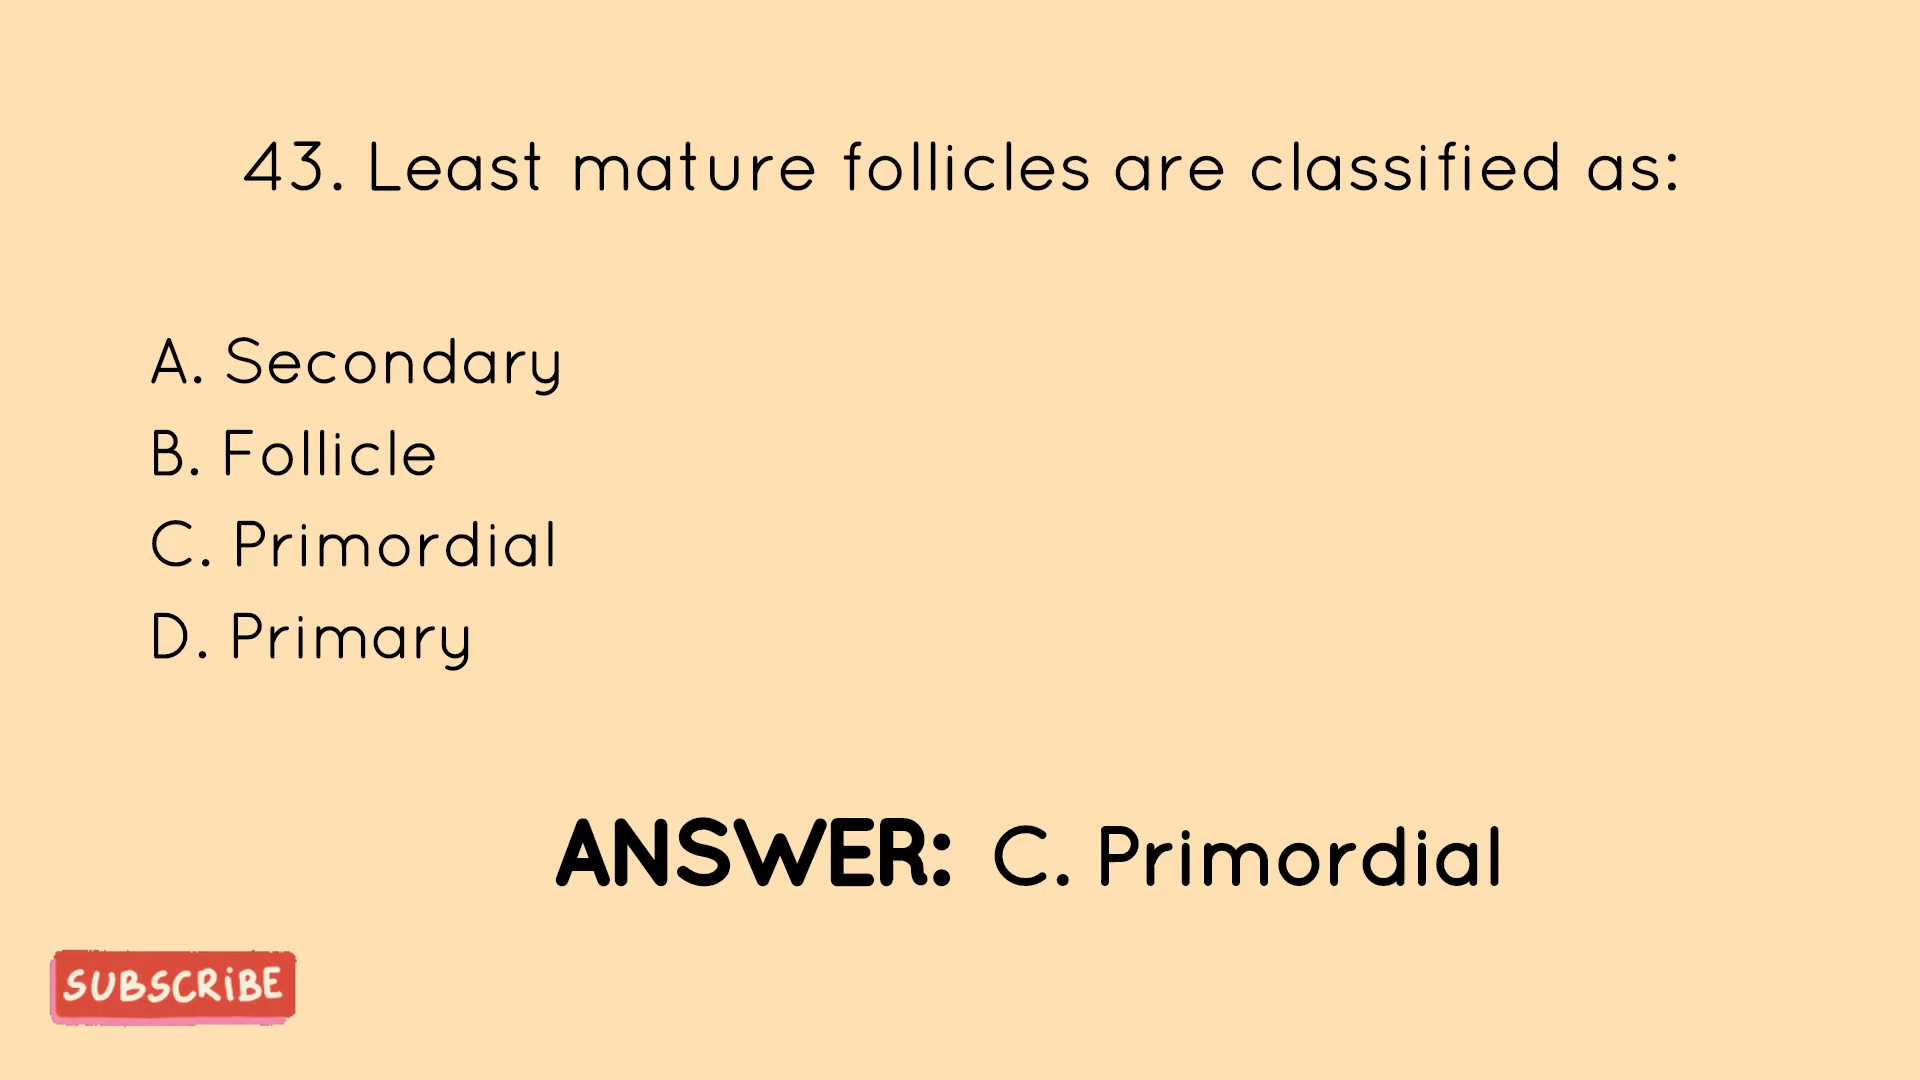 43. Least mature follicles are classified as:
A. Secondary
B. Follicle
C. Primordial
D. Primary
ANSWER: C. Primordial
SUBSCRiBE